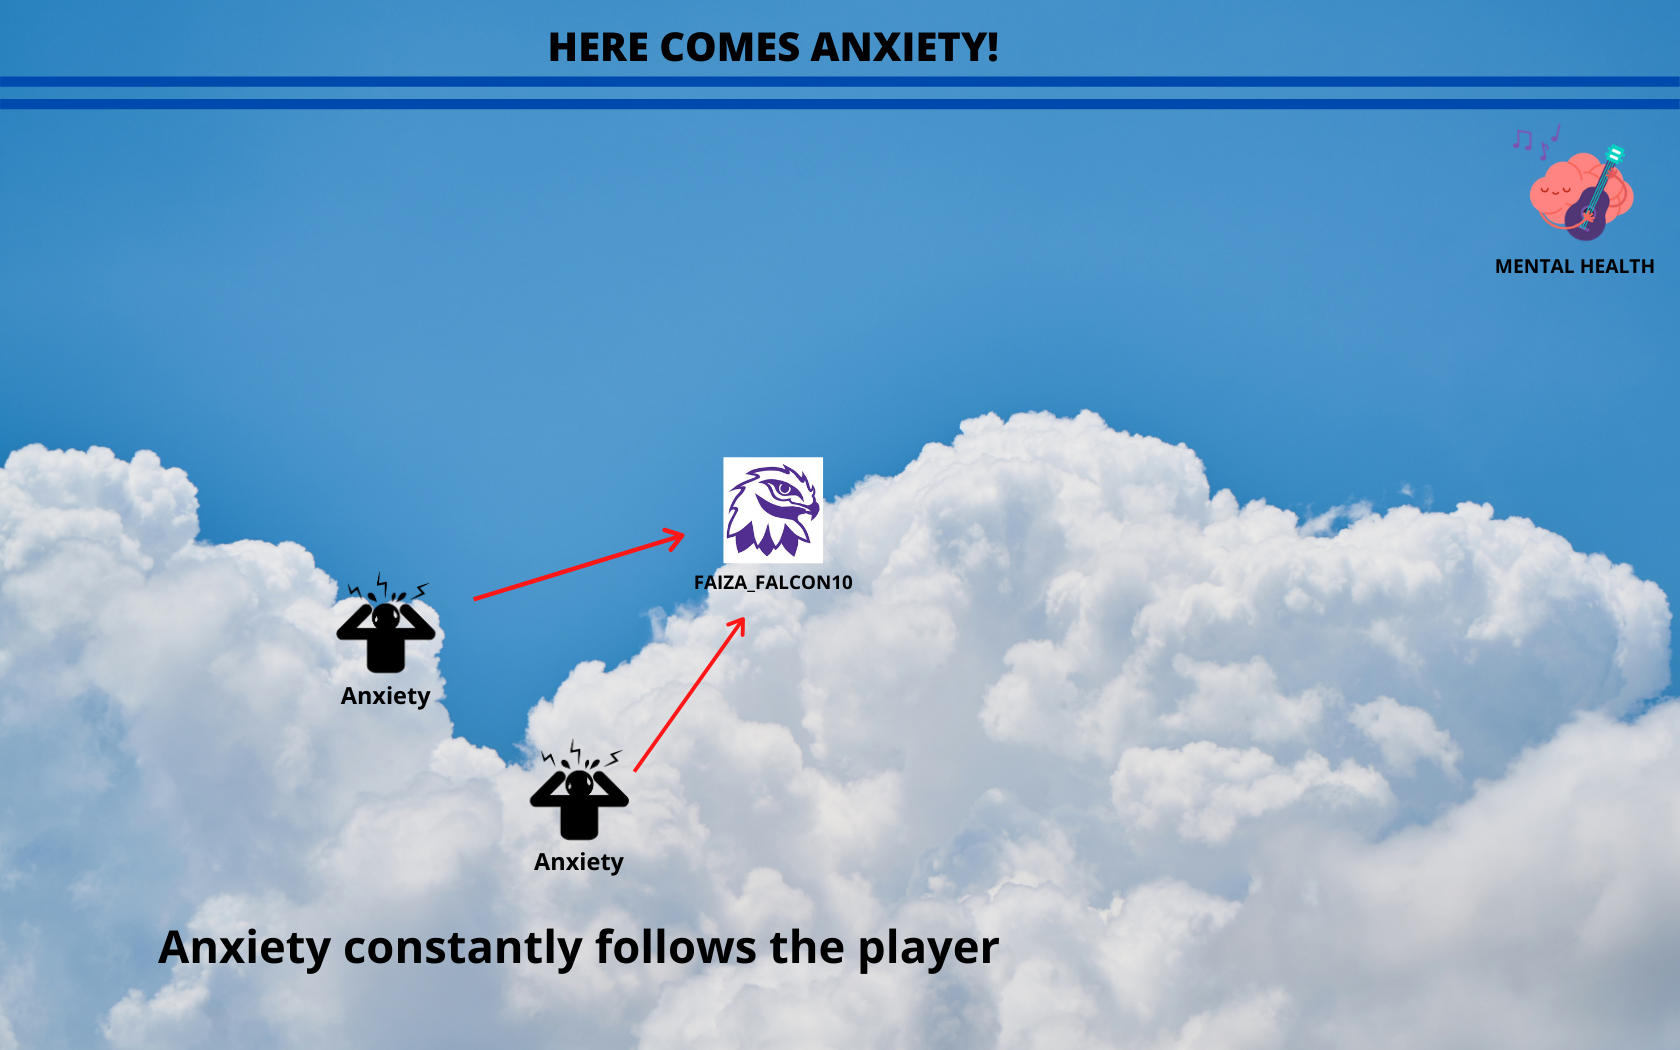 HERE COMES ANXIETY!
MENTAL HEALTH
FAIZA_FALCON10
Anxiety
Anxiety
Anxiety constantly follows the player